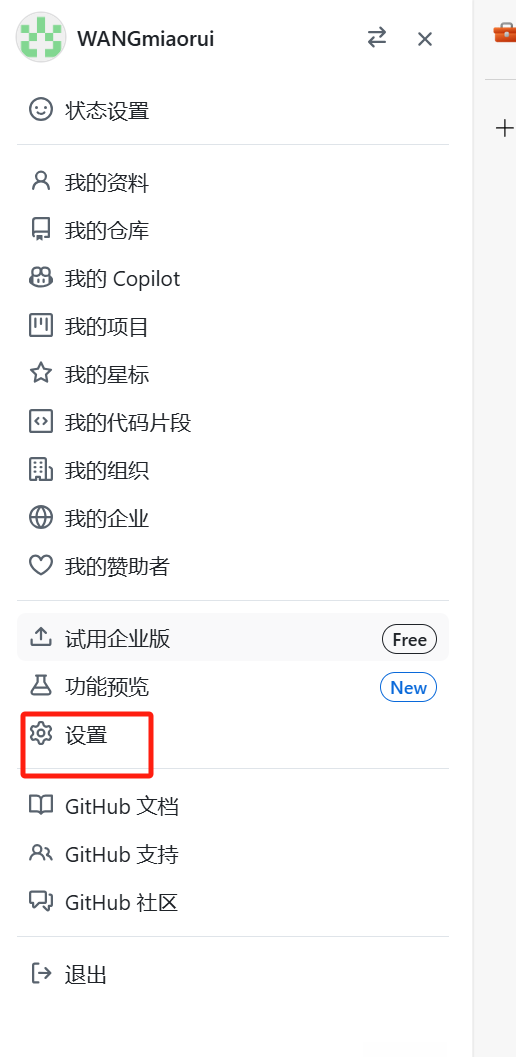 WANGmiaorui
状态设置
我的资料
我的仓库
我的 Copilot
我的项目
我的星标
我的代码片段
我的组织
我的企业
我的赞助者
试用企业版 Free
功能预览 New
设置
GitHub 文档
GitHub 支持
GitHub 社区
退出